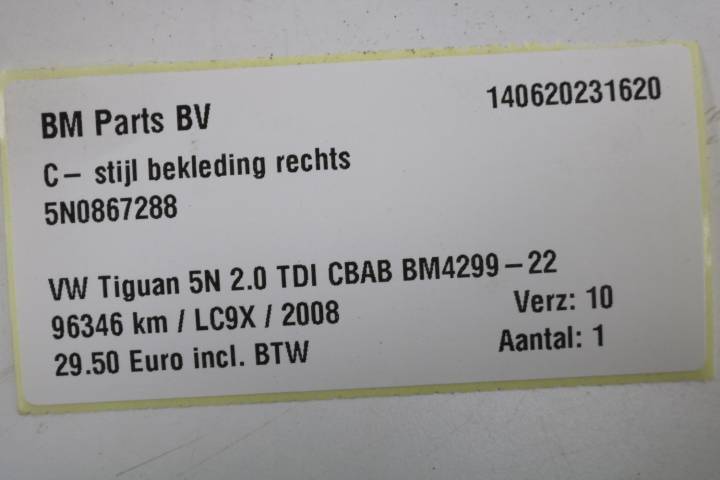 BM Parts BV 140620231620
C- stijl bekleding rechts
5N0867288
VW Tiguan 5N 2.0 TDI CBAB BM4299-22
96346 km / LC9X / 2008 Verz: 10
29.50 Euro incl. BTW Aantal: 1